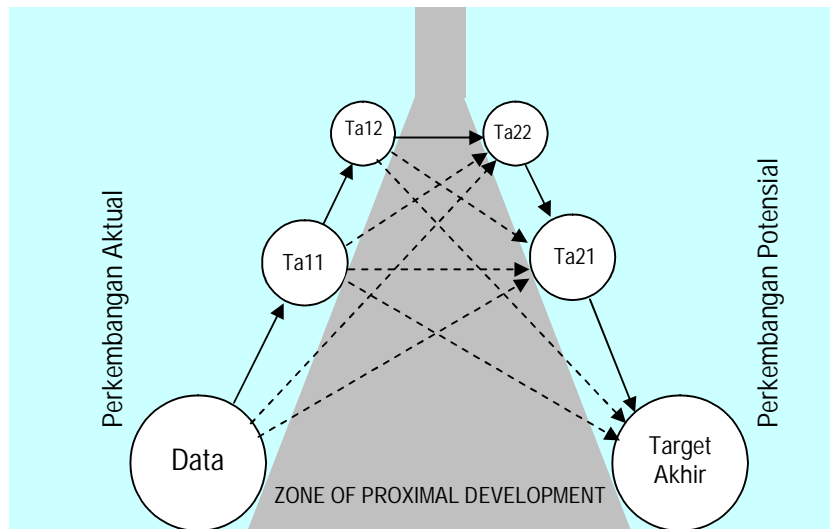 Ta12
Ta22
Ta11
Ta21
Perkembangan Aktual
Perkembangan Potensial
Data
Target
Akhir
ZONE OF PROXIMAL DEVELOPMENT